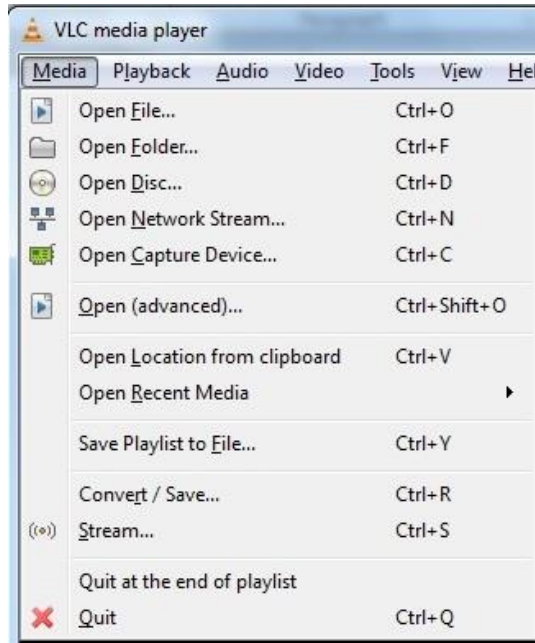 VLC media player
Media Playback Audio Video Tools View Hel
Open File... Ctrl+O
Open Folder... Ctrl+F
Open Disc... Ctrl+D
Open Network Stream... Ctrl+N
Open Capture Device... Ctrl+C
Open (advanced)... Ctrl+Shift+O
Open Location from clipboard Ctrl+V
Open Recent Media
Save Playlist to File... Ctrl+Y
Convert / Save... Ctrl+R
Stream... Ctrl+S
Quit at the end of playlist
Quit Ctrl+Q